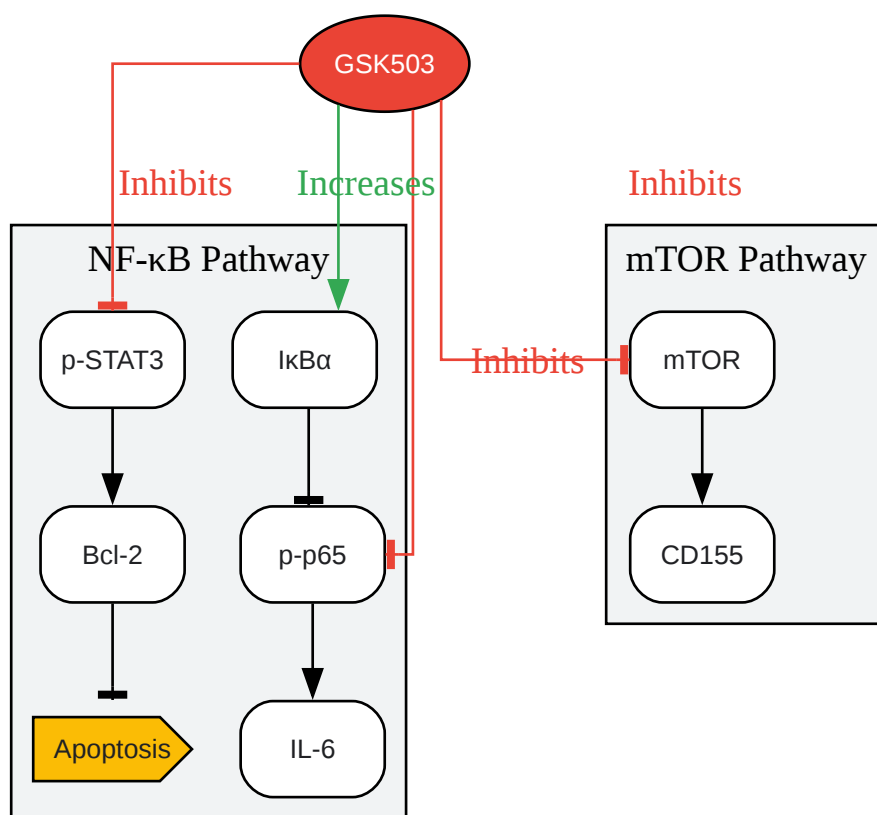 GSK503
Inhibits
Increases
Inhibits
NF-κB Pathway
mTOR Pathway
p-STAT3
IκBα
Inhibits
mTOR
Bcl-2
p-p65
CD155
Apoptosis
IL-6